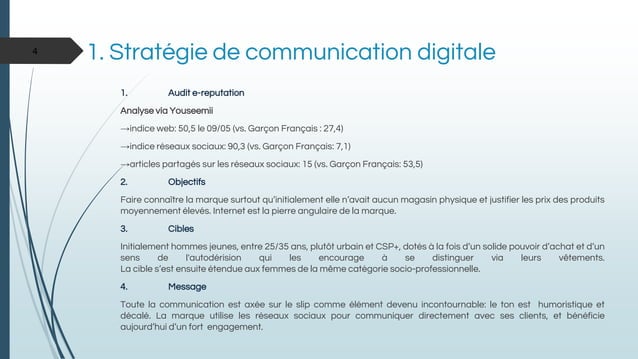 4
1. Stratégie de communication digitale
1. Audit e-reputation
Analyse via Youseemii
→indice web: 50,5 le 09/05 (vs. Garçon Français : 27,4)
→indice réseaux sociaux: 90,3 (vs. Garçon Français: 7,1)
→articles partagés sur les réseaux sociaux: 15 (vs. Garçon Français: 53,5)
2. Objectifs
Faire connaître la marque surtout qu'initialement elle n'avait aucun magasin physique et justifier les prix des produits
moyennement élevés. Internet est la pierre angulaire de la marque.
3. Cibles
Initialement hommes jeunes, entre 25/35 ans, plutôt urbain et CSP+, dotés à la fois d'un solide pouvoir d'achat et d'un
sens de l'autodérision qui les encourage à se distinguer via leurs vêtements.
La cible s'est ensuite étendue aux femmes de la même catégorie socio-professionnelle.
4. Message
Toute la communication est axée sur le slip comme élément devenu incontournable: le ton est humoristique et
décalé. La marque utilise les réseaux sociaux pour communiquer directement avec ses clients, et bénéficie
aujourd'hui d'un fort engagement.